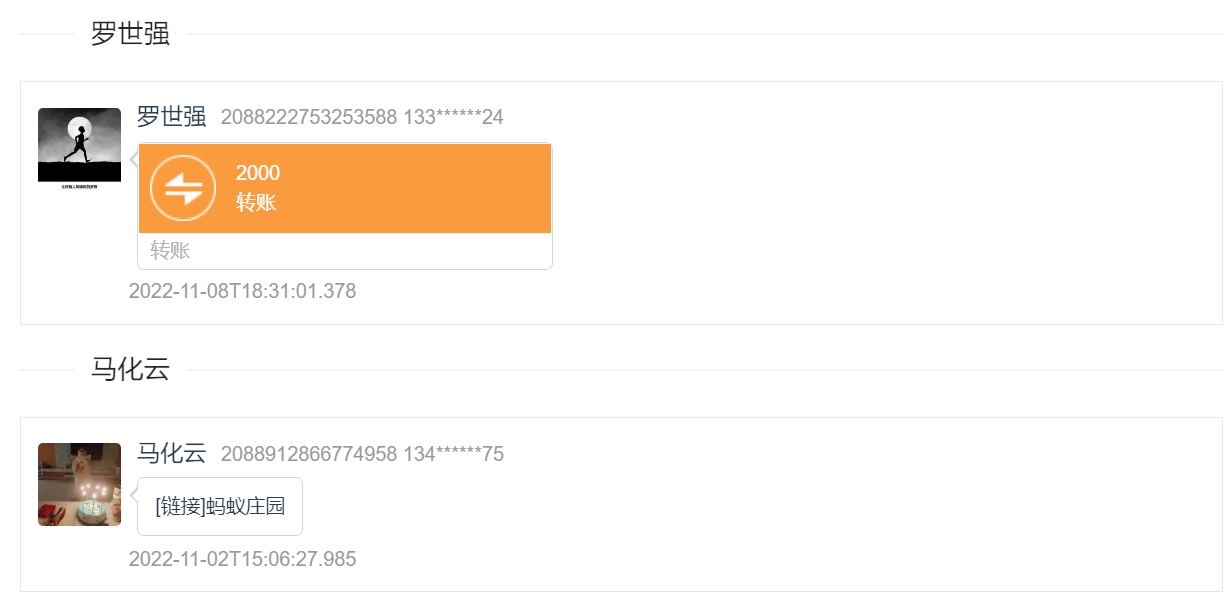 罗世强
罗世强 2088222753253588 133******24
2000
转账
转账
2022-11-08T18:31:01.378
马化云
马化云 2088912866774958 134******75
[链接]蚂蚁庄园
2022-11-02T15:06:27.985